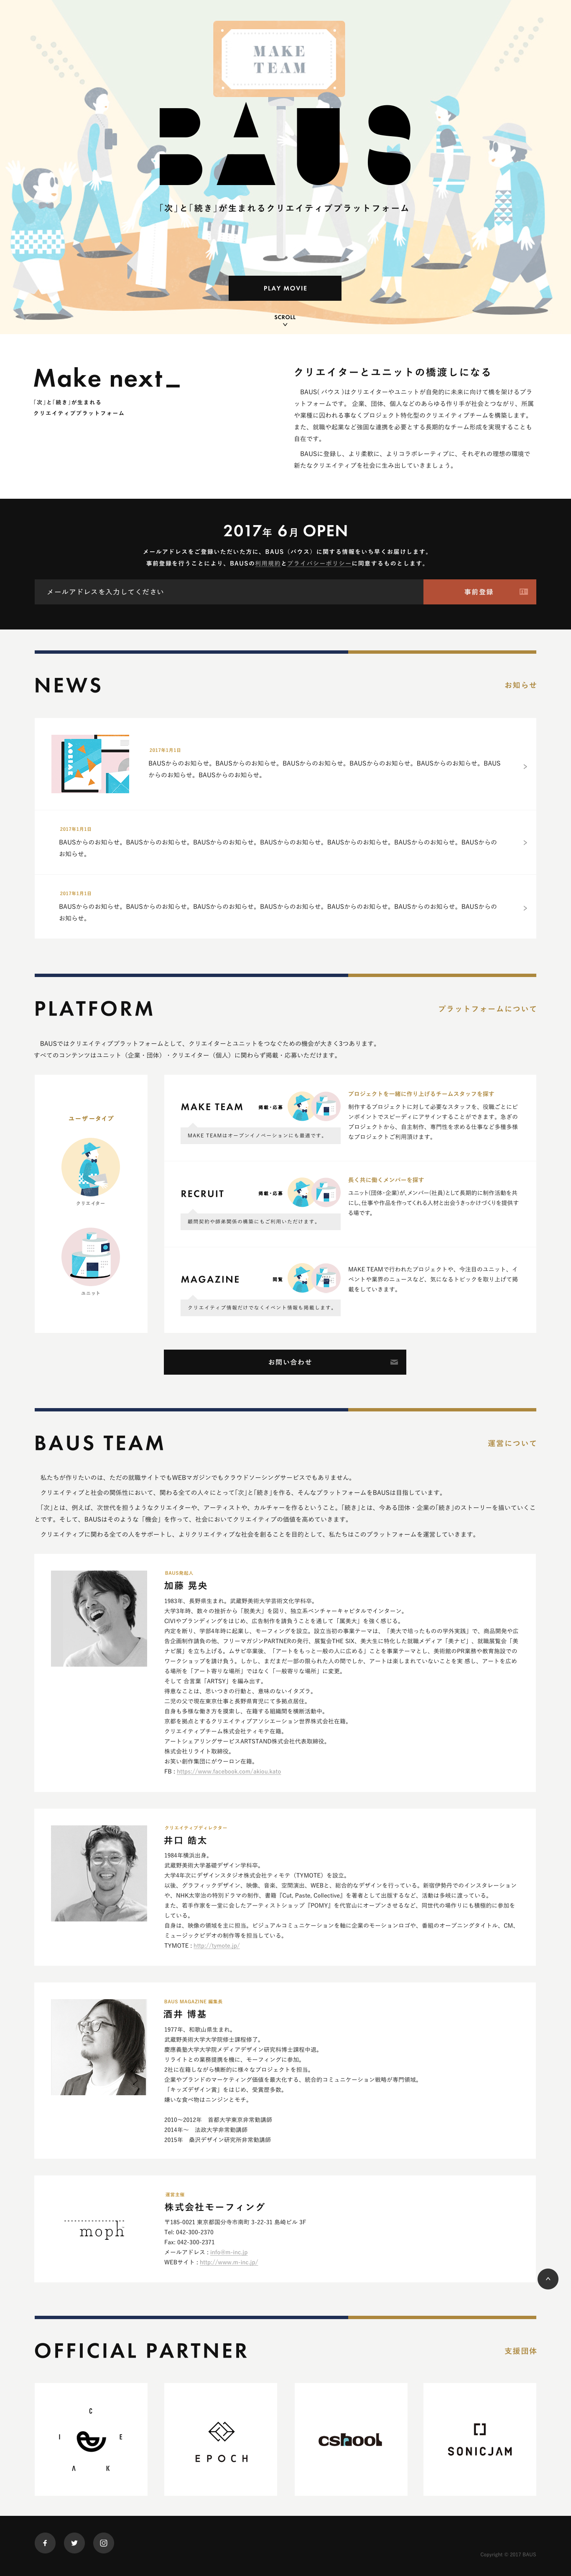 MAKE
TEAM
BAUS
「次」と「続き」が生まれるクリエイティブプラットフォーム
PLAY MOVIE
SCROLL
Make next_
「次」と「続き」が生まれる
クリエイティブプラットフォーム
クリエイターとユニットの橋渡しになる
BAUS( バウス )はクリエイターやユニットが自発的に未来に向けて機を架けるプラ
ットフォームです。 企業、団体、個人などのあらゆる作り手が社会とつながり、所属
や業種に囚われる事なくプロジェクト特化型のクリエイティブチームを構築します。
また、就職や起業など強固な連携を必要とする長期的なチーム形成を実現することも
自在です。
BAUSに登録し、より柔軟に、よりコラボレーティブに、それぞれの理想の環境で
新たなクリエイティブを社会に生み出していきましょう。
2017年 6月 OPEN
メールアドレスをご登録いただいた方に、BAUS（バウス）に関する情報をいち早くお届けします。
事前登録を行うことにより、BAUSの利用規約とプライバシーポリシーに同意するものとします。
メールアドレスを入力してください
事前登録
NEWS
お知らせ
2017年1月1日
BAUSからのお知らせ。BAUSからのお知らせ。BAUSからのお知らせ。BAUSからのお知らせ。BAUSからのお知らせ。BAUS
からのお知らせ。BAUSからのお知らせ。
2017年1月1日
BAUSからのお知らせ。BAUSからのお知らせ。BAUSからのお知らせ。BAUSからのお知らせ。BAUSからのお知らせ。BAUSからのお知らせ。BAUSからの
お知らせ。
2017年1月1日
BAUSからのお知らせ。BAUSからのお知らせ。BAUSからのお知らせ。BAUSからのお知らせ。BAUSからのお知らせ。BAUSからのお知らせ。BAUSからの
お知らせ。
PLATFORM
プラットフォームについて
BAUSではクリエイティブプラットフォームとして、クリエイターとユニットをつなぐための機会が大きく3つあります。
すべてのコンテンツはユニット（企業・団体）・クリエイター（個人）に関わらず掲載・応募いただけます。
ユーザータイプ
クリエイター
ユニット
MAKE TEAM
掲載・応募
MAKE TEAMはオープンイノベーションにも最適です。
プロジェクトを一緒に作り上げるチームスタッフを探す
制作するプロジェクトに対して必要なスタッフを、役職ごとにピ
ンポイントでスピーディにアサインすることができます。急ぎの
プロジェクトから、自主制作、専門性を求める仕事など多種多様
なプロジェクトご利用頂けます。
RECRUIT
掲載・応募
顧問契約や師弟関係の構築にもご利用いただけます。
長く共に働くメンバーを探す
ユニット(団体・企業)が、メンバー(社員)として長期的に制作活動を共
にし、仕事や作品を作ってくれる人材と出会うきっかけづくりを提供す
る場です。
MAGAZINE
閲覧
クリエイティブ情報だけでなくイベント情報も掲載します。
MAKE TEAMで行われたプロジェクトや、今注目のユニット、イ
ベントや業界のニュースなど、気になるトピックを取り上げて掲
載をしていきます。
お問い合わせ
BAUS TEAM
運営について
私たちが作りたいのは、ただの就職サイトでもWEBマガジンでもクラウドソーシングサービスでもありません。
クリエイティブと社会の関係性において、関わる全ての人々にとって「次」と「続き」を作る、そんなプラットフォームをBAUSは目指しています。
「次」とは、例えば、次世代を担うようなクリエイターや、アーティストや、カルチャーを作るということ。「続き」とは、今ある団体・企業の「続き」のストーリーを描いていくこ
とです。そして、BAUSはそのような「機会」を作って、社会においてクリエイティブの価値を高めていきます。
クリエイティブに関わる全ての人をサポートし、よりクリエイティブな社会を創ることを目的として、私たちはこのプラットフォームを運営していきます。
BAUS発起人
加藤 晃央
1983年、長野県生まれ。武蔵野美術大学芸術文化学科卒。
大学3年時、数々の挫折から「脱美大」を図り、独立系ベンチャーキャピタルでインターン。
CIVIやブランディングをはじめ、広告制作を請負うことを通して「属美大」を強く感じる。
内定を断り、学部4年時に起業し、モーフィングを設立。設立当初の事業テーマは、「美大で培ったものの学外実践」で、商品開発や広
告企画制作請負の他、フリーマガジンPARTNERの発行、展覧会THE SIX、美大生に特化した就職メディア「美ナビ」、就職展覧会「美
ナビ展」を立ち上げる。ムサビ卒業後、「アートをもっと一般の人に広める」ことを事業テーマとし、美術館のPR業務や教育施設での
ワークショップを請け負う。しかし、まだまだ一部の限られた人の間でしか、アートは楽しまれていないことを実 感し、アートを広め
る場所を「アート寄りな場所」ではなく「一般寄りな場所」に変更。
そして 合言葉「ARTSY」を編み出す。
得意なことは、思いつきの行動と、意味のないイタズラ。
二児の父で現在東京仕事と長野県育児にて多拠点居住。
自身も多様な働き方を摸索し、在籍する組織間を横断活動中。
京都を拠点とするクリエイティブアソシエーション世界株式会社在籍。
クリエイティブチーム株式会社ティモテ在籍。
アートシェアリングサービスARTSTAND株式会社代表取締役。
株式会社リライト取締役。
お笑い創作集団にがウーロン在籍。
FB : https://www.facebook.com/akiou.kato
クリエイティブディレクター
井口 皓太
1984年横浜出身。
武蔵野美術大学基礎デザイン学科卒。
大学4年次にデザインスタジオ株式会社ティモテ（TYMOTE）を設立。
以後、グラフィックデザイン、映像、音楽、空間演出、WEBと、総合的なデザインを行っている。新宿伊勢丹でのインスタレーション
や、NHK太宰治の特別ドラマの制作、書籍『Cut, Paste, Collective』を著者として出版するなど、活動は多岐に渡っている。
また、若手作家を一堂に会したアーティストショップ『POMY』を代官山にオープンさせるなど、同世代の場作りにも積極的に参加を
している。
自身は、映像の領域を主に担当。ビジュアルコミュニケーションを軸に企業のモーションロゴや、番組のオープニングタイトル、CM、
ミュージックビデオの制作等を担当している。
TYMOTE : http://tymote.jp/
BAUS MAGAZINE 編集長
酒井 博基
1977年、和歌山県生まれ。
武蔵野美術大学大学院修士課程修了。
慶應義塾大学大学院メディアデザイン研究科博士課程中退。
リライトとの業務提携を機に、モーフィングに参加。
2社に在籍しながら横断的に様々なプロジェクトを担当。
企業やブランドのマーケティング価値を最大化する、統合的コミュニケーション戦略が専門領域。
「キッズデザイン賞」をはじめ、受賞歴多数。
嫌いな食べ物はニンジンとモチ。
2010〜2012年　首都大学東京非常勤講師
2014年〜　法政大学非常勤講師
2015年　桑沢デザイン研究所非常勤講師
moph
運営主催
株式会社モーフィング
〒185-0021 東京都国分寺市南町 3-22-31 島崎ビル 3F
Tel: 042-300-2370
Fax: 042-300-2371
メールアドレス : info@m-inc.jp
WEBサイト : http://www.m-inc.jp/
OFFICIAL PARTNER
支援団体
C
I E
A K
EPOCH
cshool
SONICJAM
Copyright © 2017 BAUS